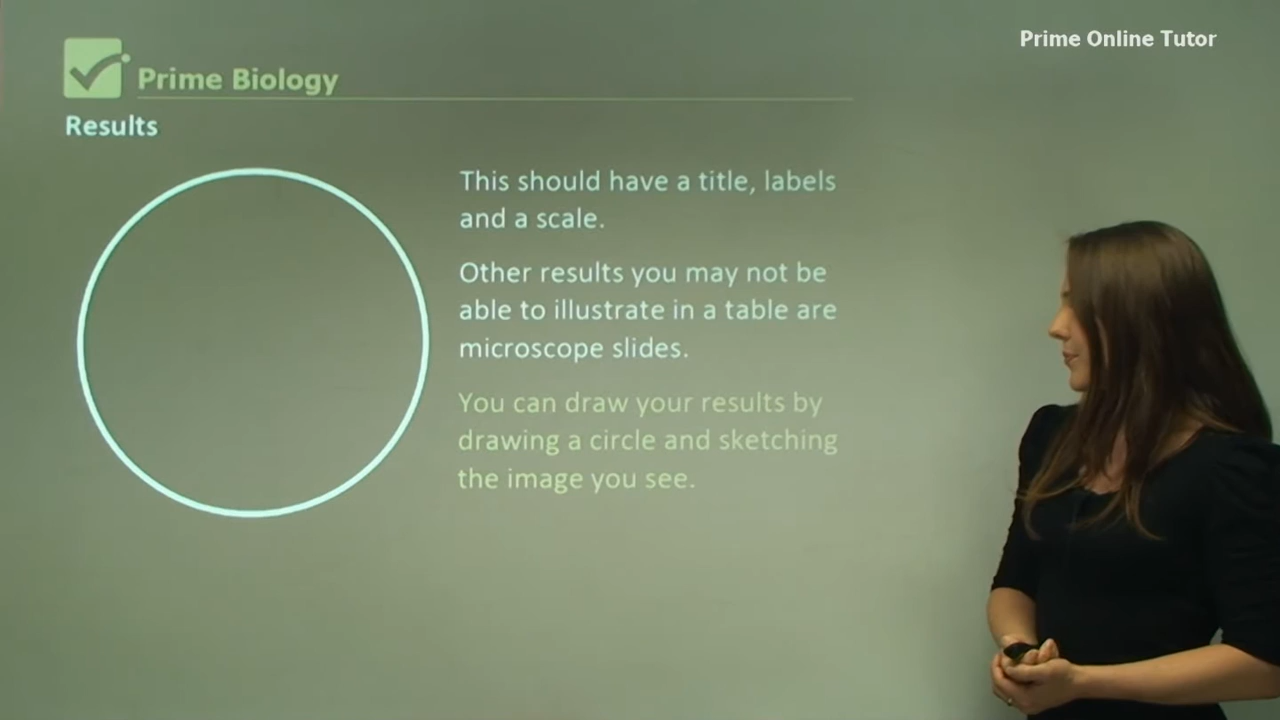 Prime Online Tutor
Prime Biology
Results
This should have a title, labels
and a scale.
Other results you may not be
able to illustrate in a table are
microscope slides.
You can draw your results by
drawing a circle and sketching
the image you see.